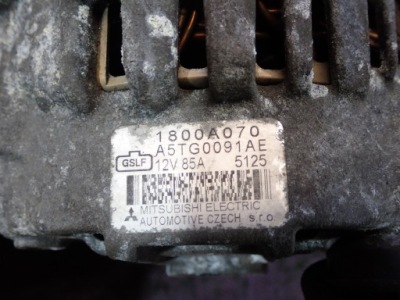 1800A070
A5TG0091AE
GSLF 12V 85A 5125
MITSUBISHI ELECTRIC
AUTOMOTIVE CZECH s.r.o